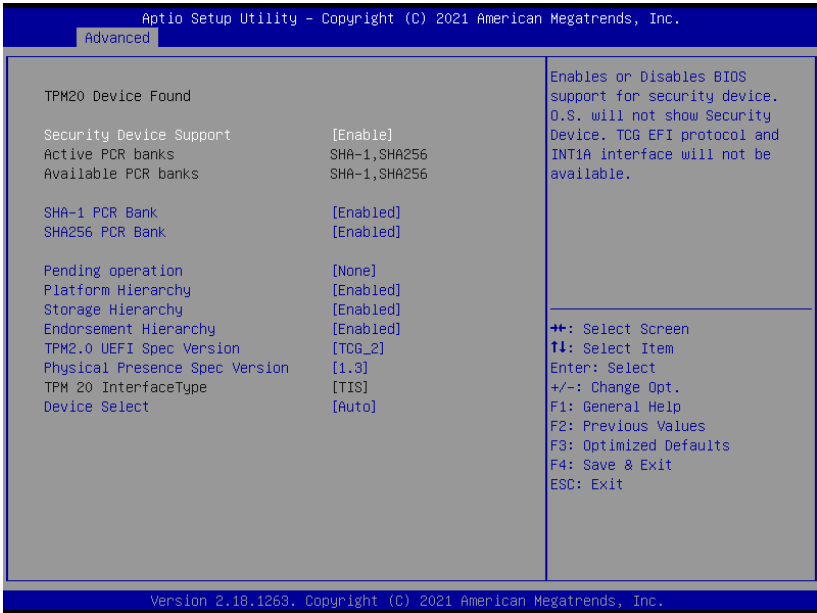 Aptio Setup Utility – Copyright (C) 2021 American Megatrends, Inc.
Advanced
TPM20 Device Found
Security Device Support [Enable]
Active PCR banks SHA-1,SHA256
Available PCR banks SHA-1,SHA256
SHA-1 PCR Bank [Enabled]
SHA256 PCR Bank [Enabled]
Pending operation [None]
Platform Hierarchy [Enabled]
Storage Hierarchy [Enabled]
Endorsement Hierarchy [Enabled]
TPM2.0 UEFI Spec Version [TCG_2]
Physical Presence Spec Version [1.3]
TPM 20 InterfaceType [TIS]
Device Select [Auto]
Enables or Disables BIOS
support for security device.
O.S. will not show Security
Device. TCG EFI protocol and
INT1A interface will not be
available.
→←: Select Screen
↑↓: Select Item
Enter: Select
+/-: Change Opt.
F1: General Help
F2: Previous Values
F3: Optimized Defaults
F4: Save & Exit
ESC: Exit
Version 2.18.1263. Copyright (C) 2021 American Megatrends, Inc.